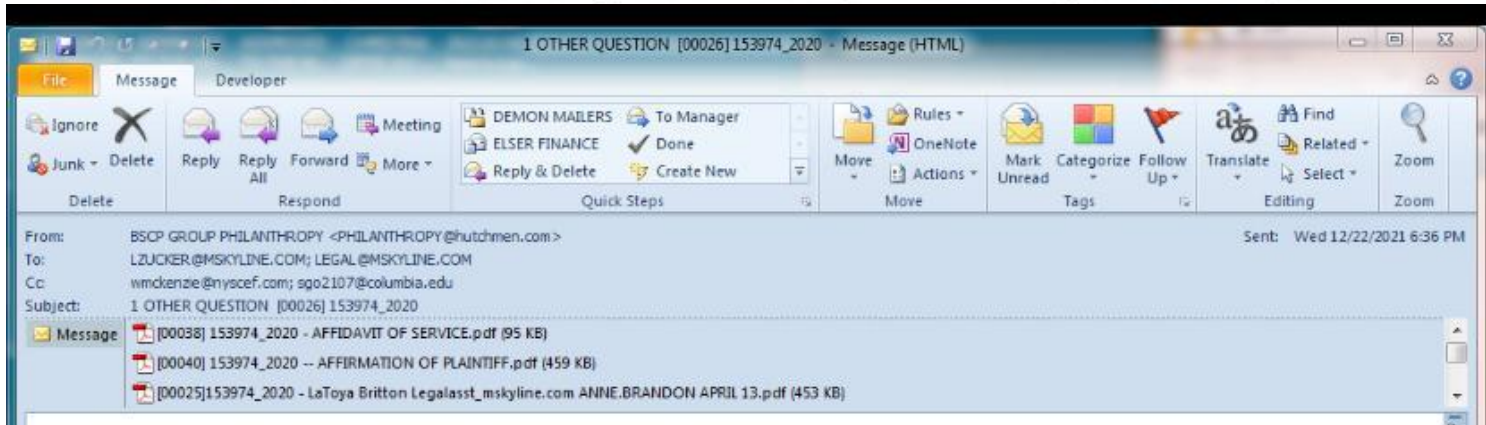 1 OTHER QUESTION [00026] 153974_2020 - Message (HTML)
File Message Developer
Ignore Delete Reply Reply All Forward Meeting DEMON MAILERS To Manager Move Rules Mark Unread Categorize Follow Up Translate Find Zoom
Junk More ELSER FINANCE Done OneNote Related
Reply & Delete Create New Actions Select
Delete Respond Quick Steps Move Tags Editing Zoom
From: BSCP GROUP PHILANTHROPY <PHILANTHROPY@hutchmen.com> Sent: Wed 12/22/2021 6:36 PM
To: LZUCKER@MSKYLINE.COM; LEGAL@MSKYLINE.COM
Cc: wmckenzie@nyscef.com; sgo2107@columbia.edu
Subject: 1 OTHER QUESTION [00026] 153974_2020
Message [00038] 153974_2020 - AFFIDAVIT OF SERVICE.pdf (95 KB)
[00040] 153974_2020 -- AFFIRMATION OF PLAINTIFF.pdf (459 KB)
[00025]153974_2020 - LaToya Britton Legalasst_mskyline.com ANNE.BRANDON APRIL 13.pdf (453 KB)